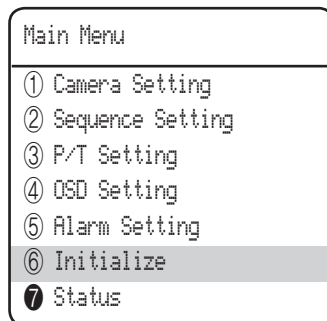 Main Menu
① Camera Setting
② Sequence Setting
③ P/T Setting
④ OSD Setting
⑤ Alarm Setting
⑥ Initialize
❼ Status